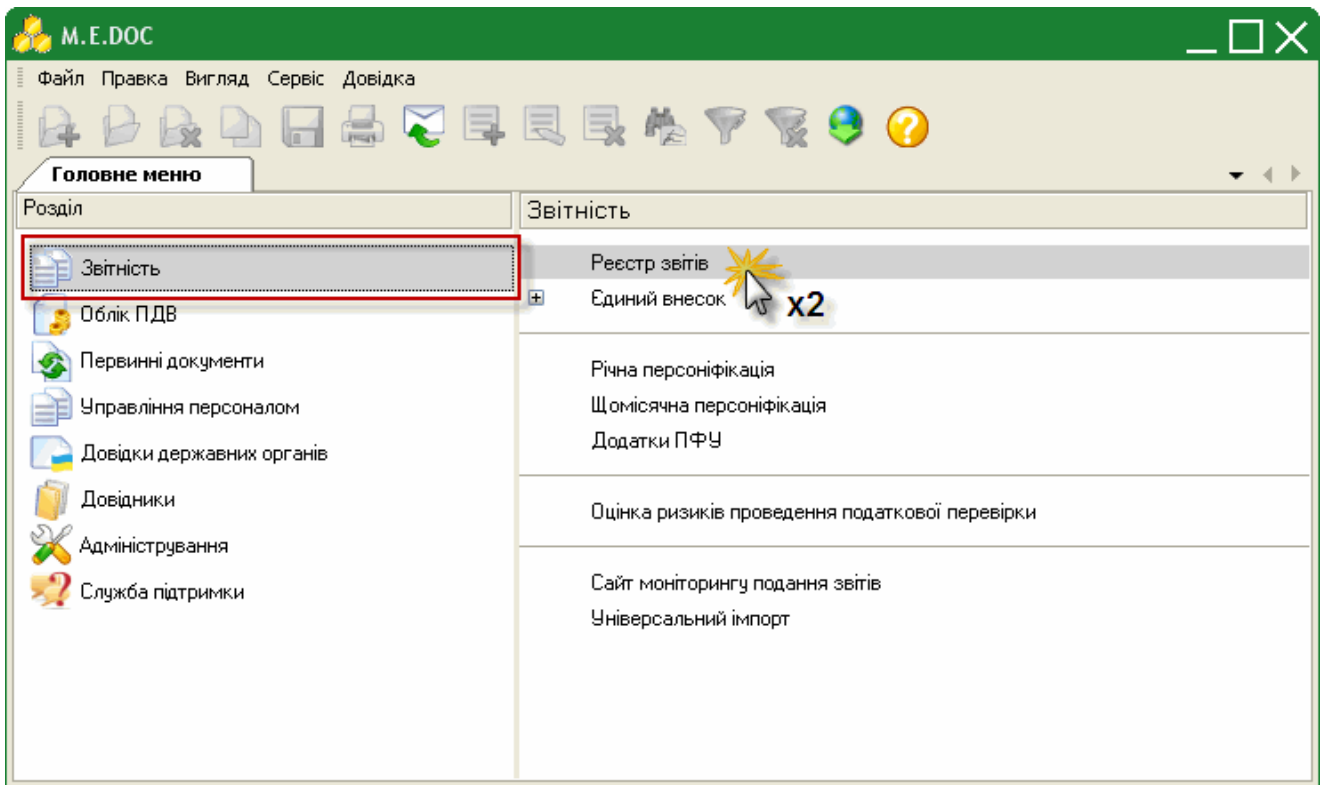 M.E.DOC
Файл Правка Вигляд Сервіс Довідка
Головне меню
Розділ
Звітність
Облік ПДВ
Первинні документи
Управління персоналом
Довідки державних органів
Довідники
Адміністрування
Служба підтримки
Звітність
Реєстр звітів
Єдиний внесок
x2
Річна персоніфікація
Щомісячна персоніфікація
Додатки ПФУ
Оцінка ризиків проведення податкової перевірки
Сайт моніторингу подання звітів
Універсальний імпорт